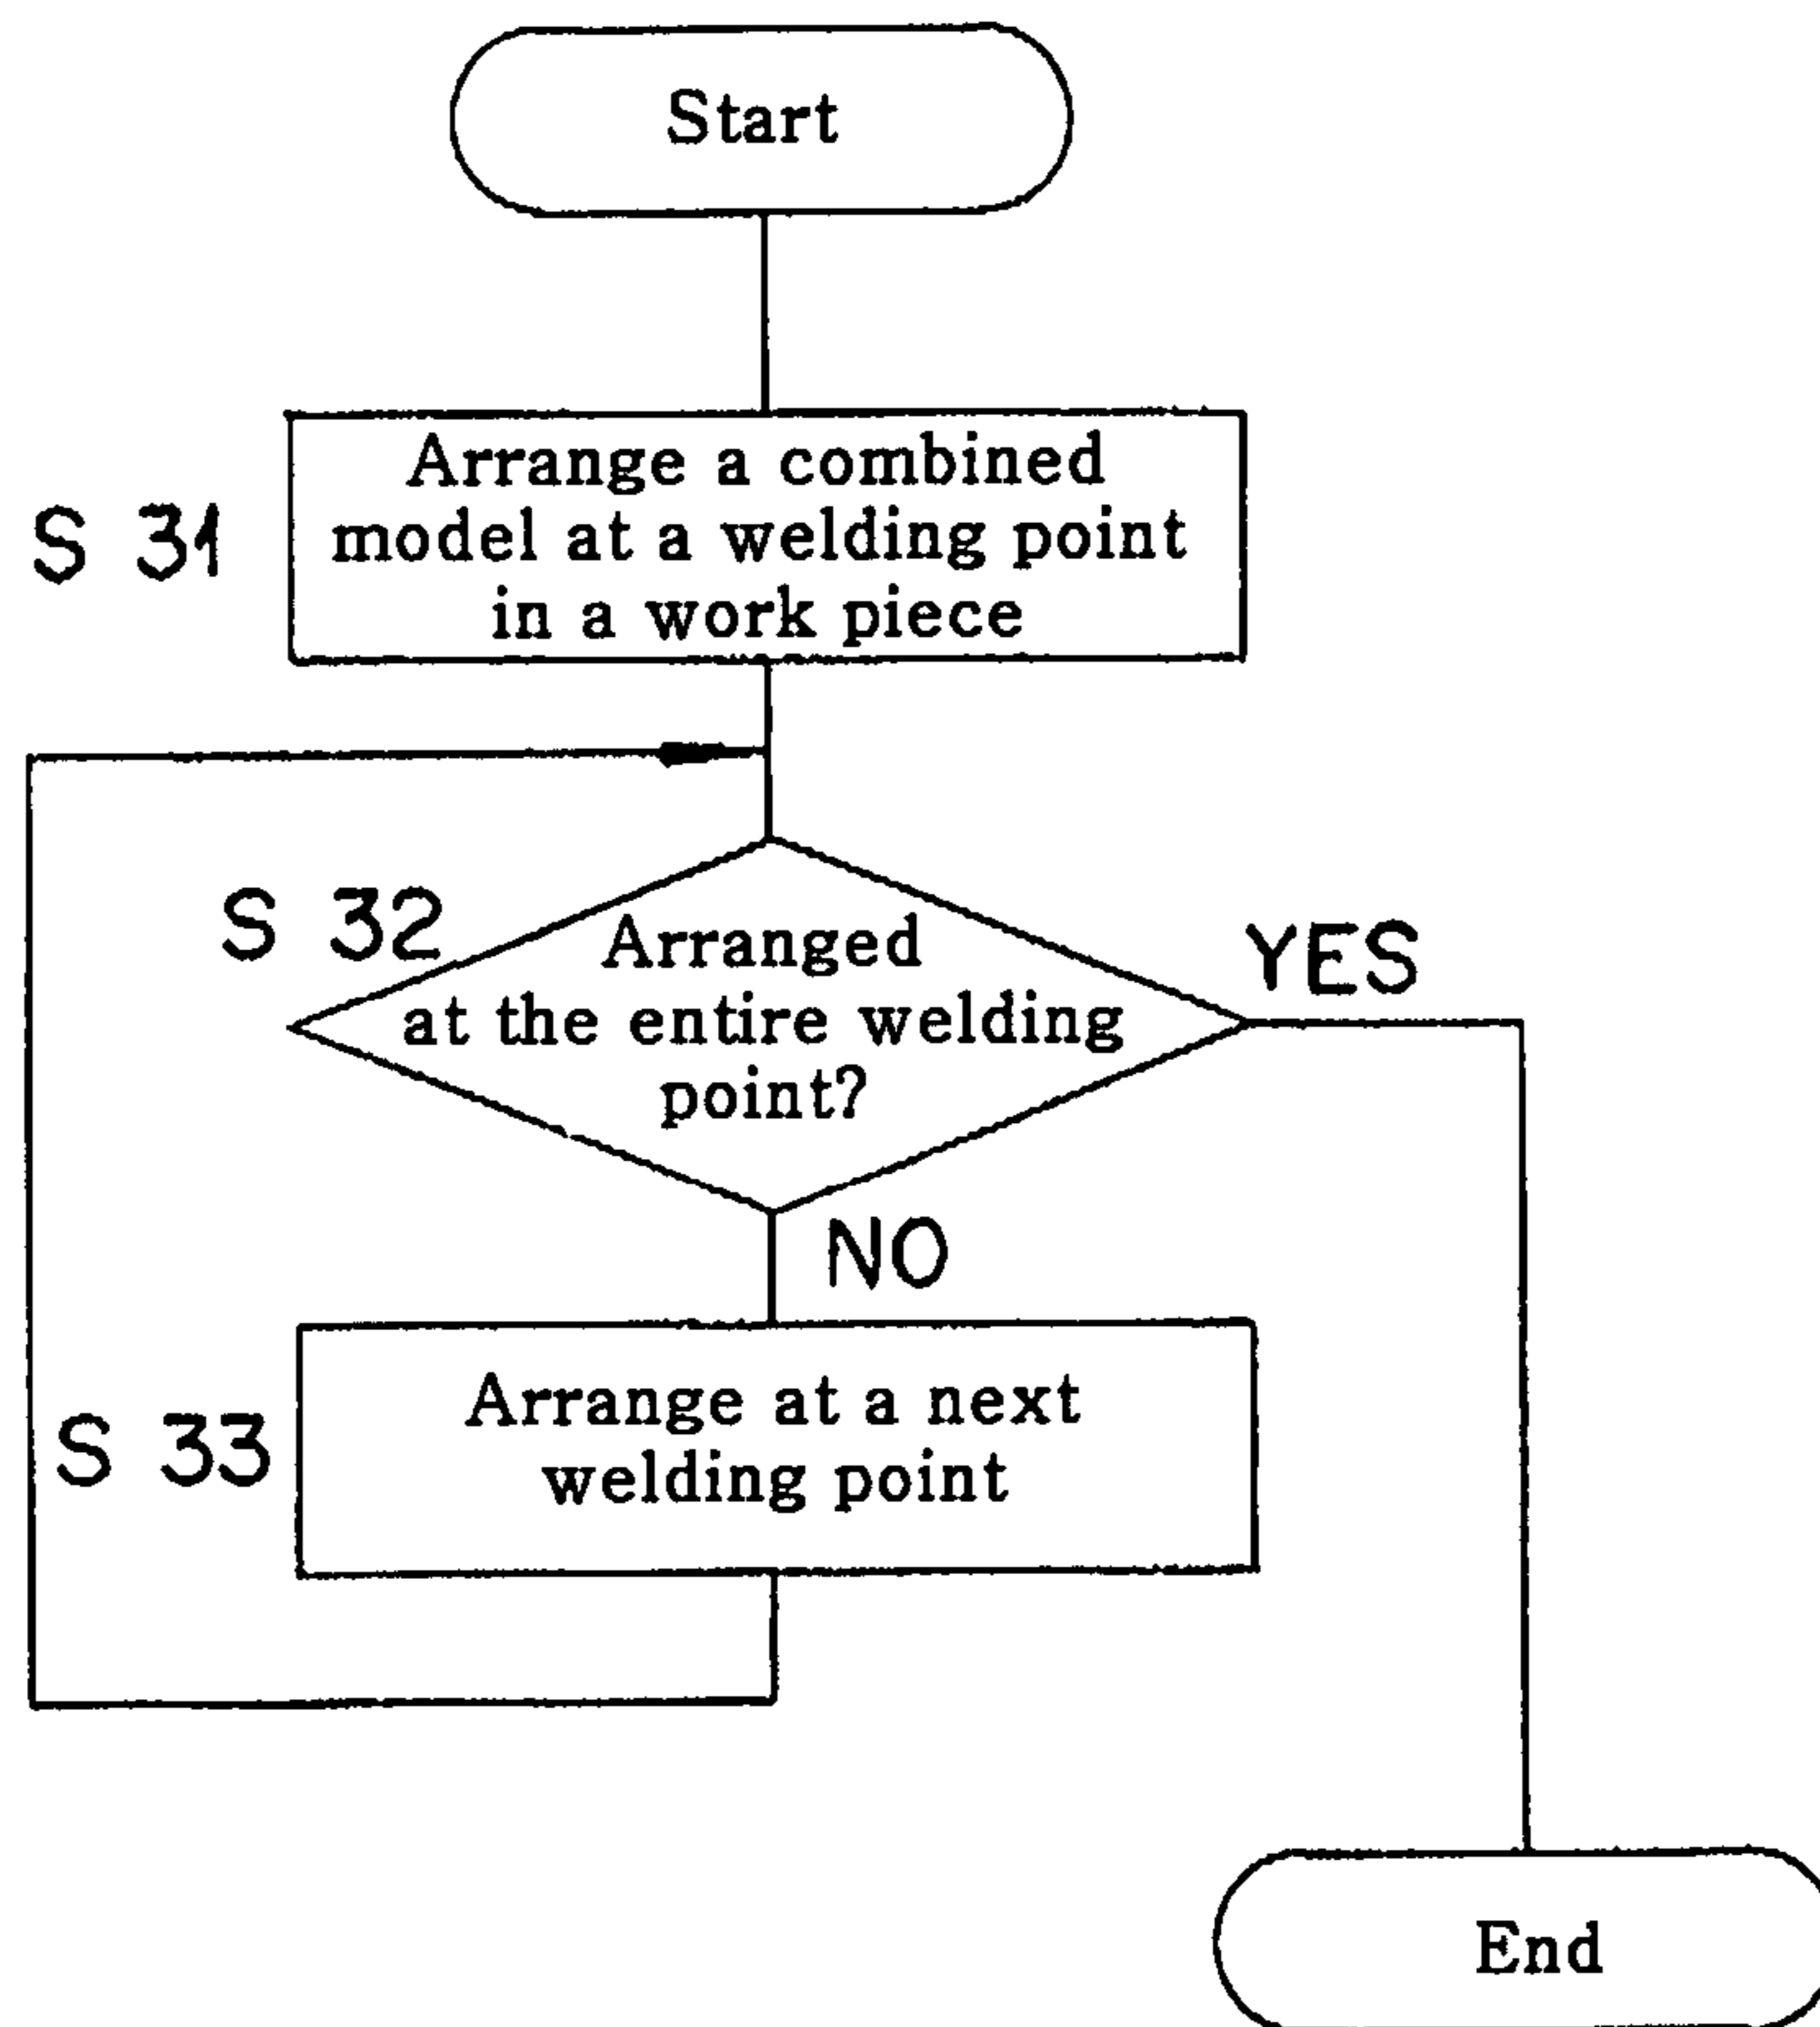 Start
S 31
Arrange a combined
model at a welding point
in a work piece
S 32
Arranged
at the entire welding
point?
YES
NO
S 33
Arrange at a next
welding point
End